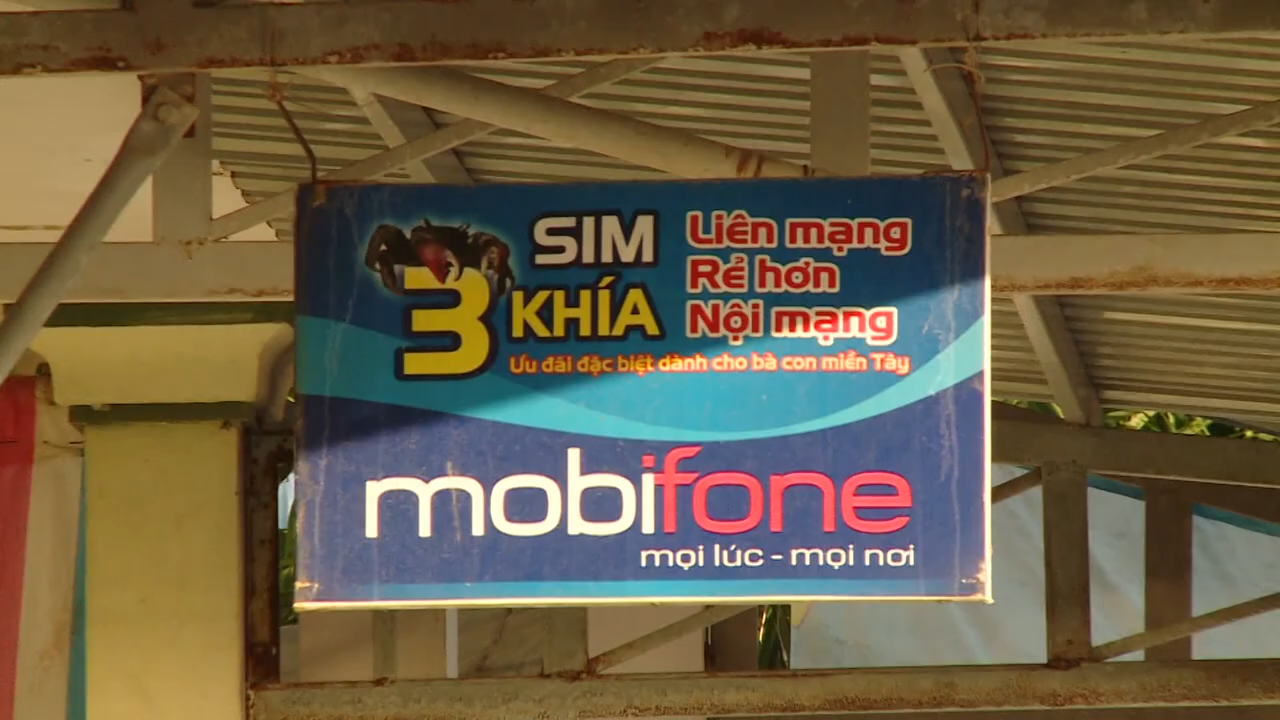 SIM
3 KHÍA
Liên mạng
Rẻ hơn
Nội mạng
Ưu đãi đặc biệt dành cho bà con miền Tây
mobifone
mọi lúc - mọi nơi